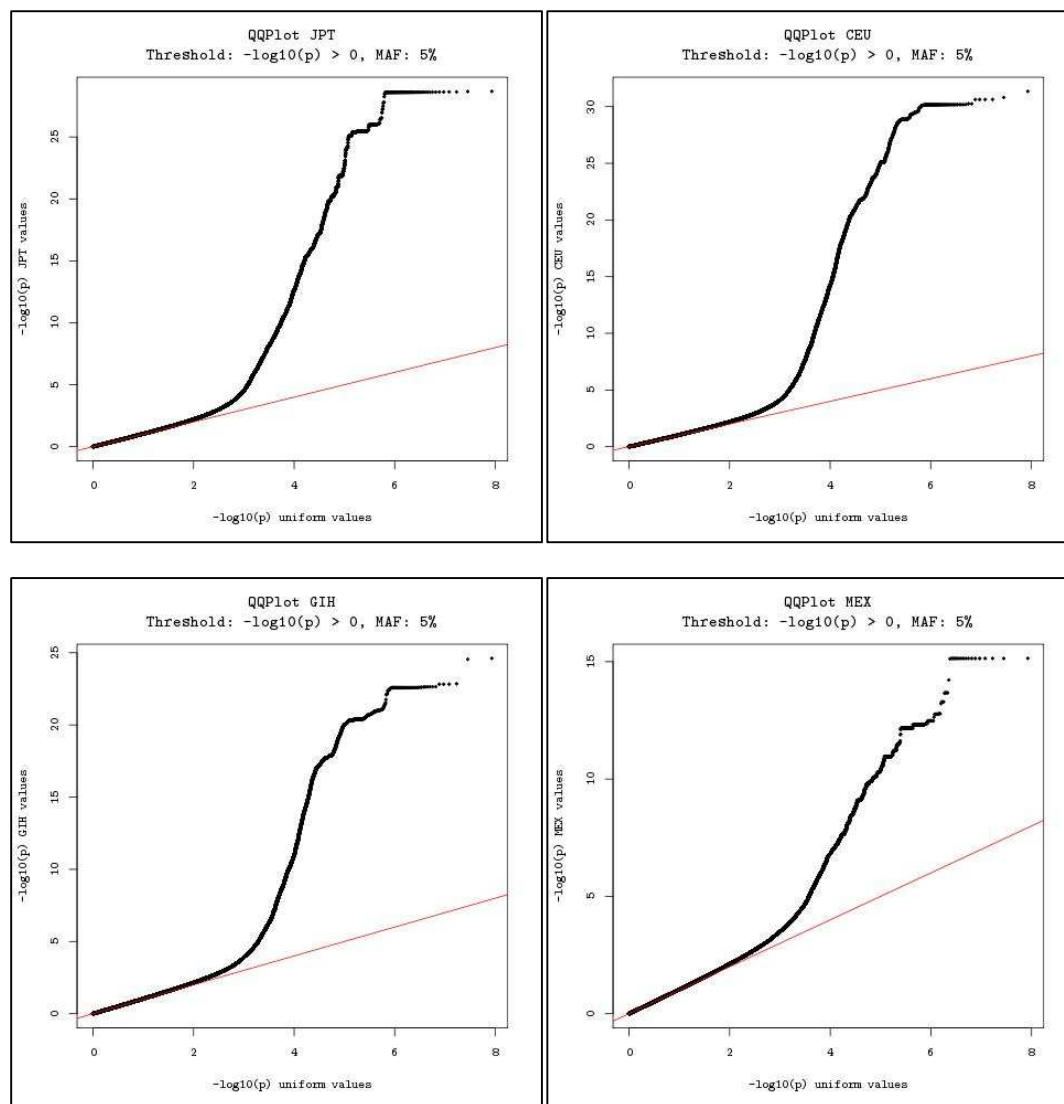 QQPlot JPT
Threshold: -log10(p) > 0, MAF: 5%
-log10(p) JPT values
0
5
10
15
20
25
0 2 4 6 8
-log10(p) uniform values
QQPlot CEU
Threshold: -log10(p) > 0, MAF: 5%
-log10(p) CEU values
0
5
10
15
20
25
30
0 2 4 6 8
-log10(p) uniform values
QQPlot GIH
Threshold: -log10(p) > 0, MAF: 5%
-log10(p) GIH values
0
5
10
15
20
25
0 2 4 6 8
-log10(p) uniform values
QQPlot MEX
Threshold: -log10(p) > 0, MAF: 5%
-log10(p) MEX values
0
5
10
15
0 2 4 6 8
-log10(p) uniform values